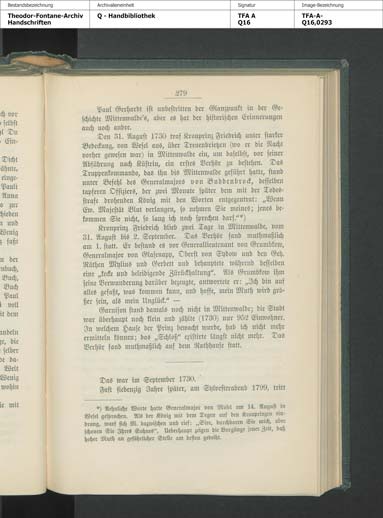 Bestandsbezeichnung
Archivalieneinheit
Signatur
Image-Bezeichnung
Theodor-Fontane-Archiv
Handschriften
Q - Handbibliothek
TFA A
Q16
TFA-A-
Q16,0293
279
Paul Gerhardt ist unbestritten der Glanzpunkt in der Ge-
schichte Mittenwalde's, aber es hat der historischen Erinnerungen
auch noch andre.
Den 31. August 1730 traf Kronprinz Friedrich unter starker
Bedeckung, von Wesel aus, über Treuenbrietzen (wo er die Nacht
vorher gewesen war) in Mittenwalde ein, um daselbst, vor seiner
Abführung nach Küstrin, ein erstes Verhör zu bestehen. Das
Truppenkommando, das ihn bis Mittenwalde geführt hatte, stand
unter Befehl des Generalmajors von Buddenbrock, desselben
tapferen Offiziers, der zwei Monate später dem mit der Todes-
strafe drohenden König mit den Worten entgegentrat: „Wenn
Ew. Majestät Blut verlangen, so nehmen Sie meines; jenes be-
kommen Sie nicht, so lang ich noch sprechen darf."*)
Kronprinz Friedrich blieb zwei Tage in Mittenwalde, vom
31. August bis 2. September. Das Verhör fand muthmaßlich
am 1. statt. Er bestand es vor Generallieutenant von Grumbkow,
Generalmajor von Glasenapp, Oberst von Sydow und den Geh.
Räthen Mylius und Gerbett und behauptete während desselben
eine „kecke und beleidigende Zurückhaltung". Als Grumbkow ihm
seine Verwunderung darüber bezeugte, antwortete er: „Ich bin auf
alles gefaßt, was kommen kann, und hoffe, mein Muth wird grö-
ßer sein, als mein Unglück." —
Garnison stand damals noch nicht in Mittenwalde; die Stadt
war überhaupt noch klein und zählte (1730) nur 952 Einwohner.
In welchem Hause der Prinz bewacht wurde, hab ich nicht mehr
ermitteln können; das „Schloß" existirte längst nicht mehr. Das
Verhör fand muthmaßlich auf dem Rathhause statt.
Das war im September 1730.
Fast siebenzig Jahre später, am Sylvesterabend 1799, tritt
*) Aehnliche Worte hatte Generalmajor von Mosel am 14. August in
Wesel gesprochen. Als der König mit dem Degen auf den Kronprinzen ein-
drang, warf sich M. dazwischen und rief: „Sire, durchbohren Sie mich, aber
schonen Sie Ihres Sohnes". Ueberhaupt zeigen die Vorgänge jener Zeit, daß
hoher Muth an gefährlicher Stelle am besten gedeiht.